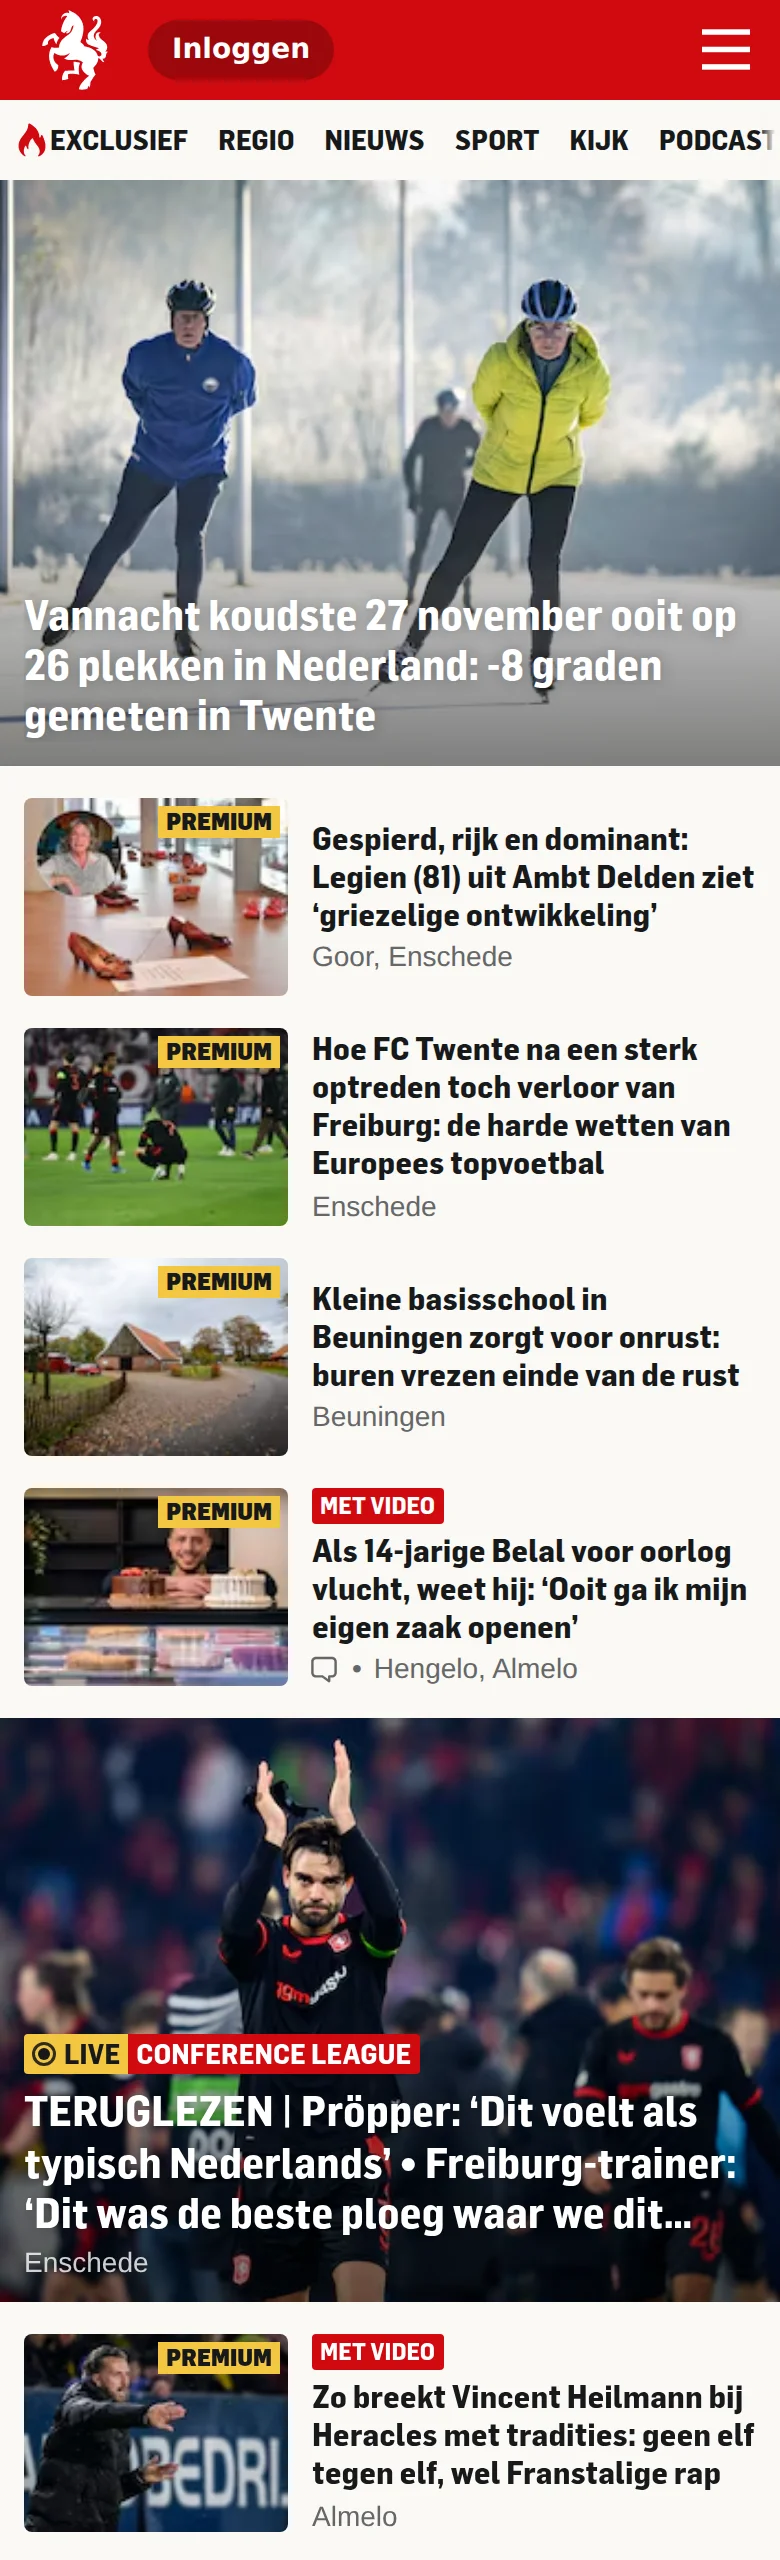 Inloggen
EXCLUSIEF REGIO NIEUWS SPORT KIJK PODCAST
Vannacht koudste 27 november ooit op
26 plekken in Nederland: -8 graden
gemeten in Twente
PREMIUM
Gespierd, rijk en dominant:
Legien (81) uit Ambt Delden ziet
‘griezelige ontwikkeling’
Goor, Enschede
PREMIUM
Hoe FC Twente na een sterk
optreden toch verloor van
Freiburg: de harde wetten van
Europees topvoetbal
Enschede
PREMIUM
Kleine basisschool in
Beuningen zorgt voor onrust:
buren vrezen einde van de rust
Beuningen
PREMIUM
MET VIDEO
Als 14-jarige Belal voor oorlog
vlucht, weet hij: ‘Ooit ga ik mijn
eigen zaak openen’
• Hengelo, Almelo
LIVE CONFERENCE LEAGUE
TERUGLEZEN | Pröpper: ‘Dit voelt als
typisch Nederlands’ • Freiburg-trainer:
‘Dit was de beste ploeg waar we dit...
Enschede
PREMIUM
MET VIDEO
Zo breekt Vincent Heilmann bij
Heracles met tradities: geen elf
tegen elf, wel Franstalige rap
Almelo